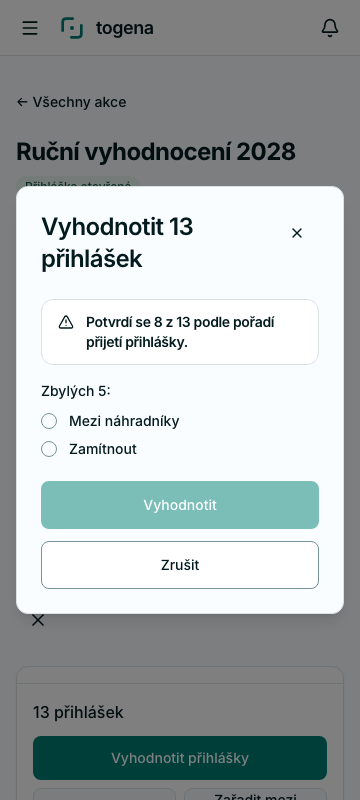 togena
← Všechny akce
Ruční vyhodnocení 2028
Vyhodnotit 13
přihlášek
Potvrdí se 8 z 13 podle pořadí
přijetí přihlášky.
Zbylých 5:
Mezi náhradníky
Zamítnout
Vyhodnotit
Zrušit
13 přihlášek
Vyhodnotit přihlášky
Zařadit mezi